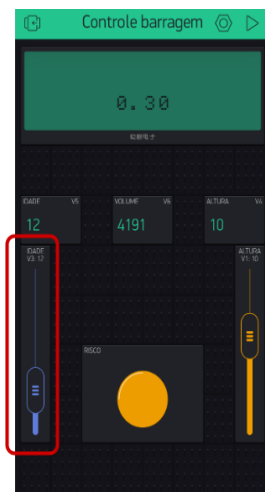 Controle barragem
0.30
IDADE V5
12
VOLUME V6
4191
ALTURA V4
10
IDADE
V3: 12
RISCO
ALTURA
V1: 10